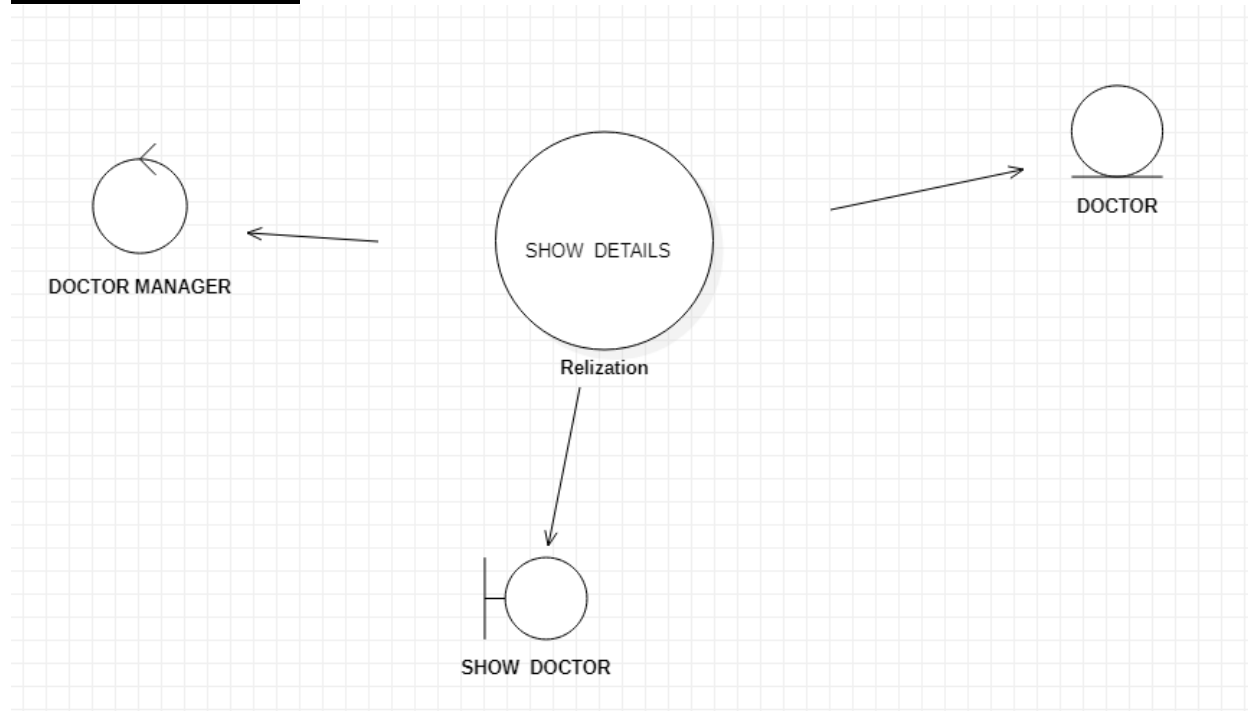 DOCTOR
SHOW DETAILS
DOCTOR MANAGER
Relization
SHOW DOCTOR